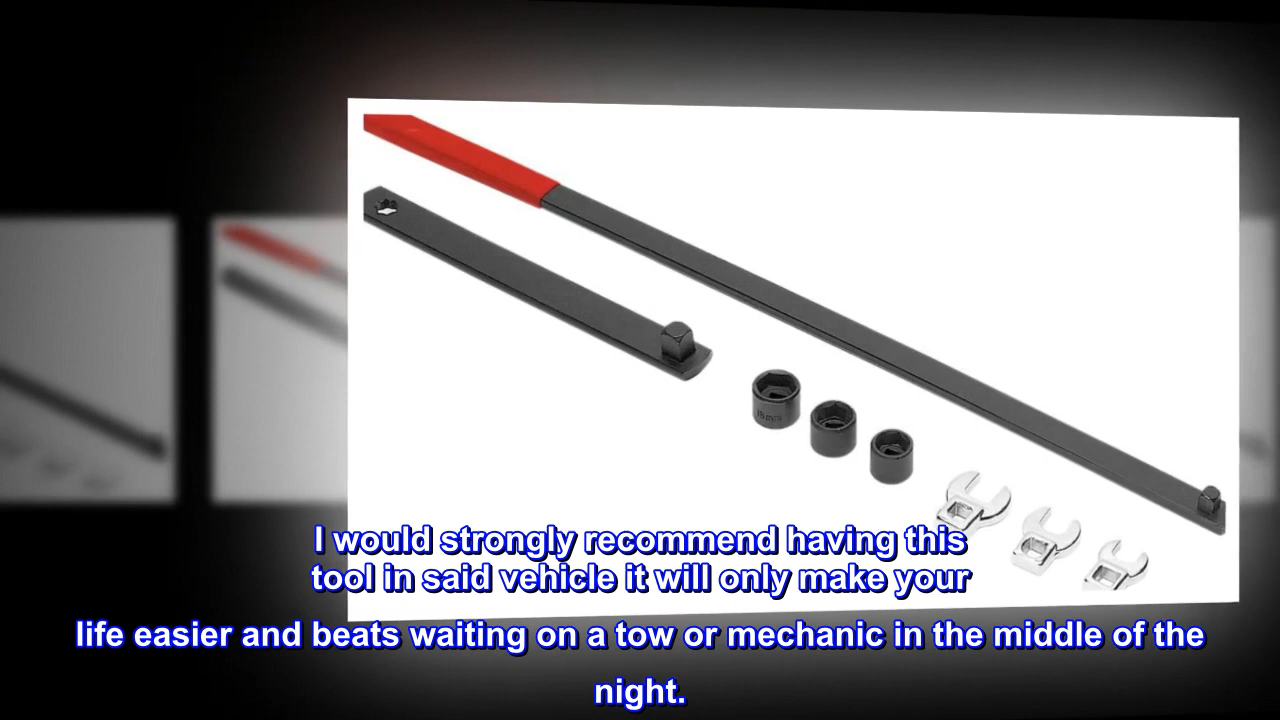 I would strongly recommend having this
tool in said vehicle it will only make your
life easier and beats waiting on a tow or mechanic in the middle of the
night.